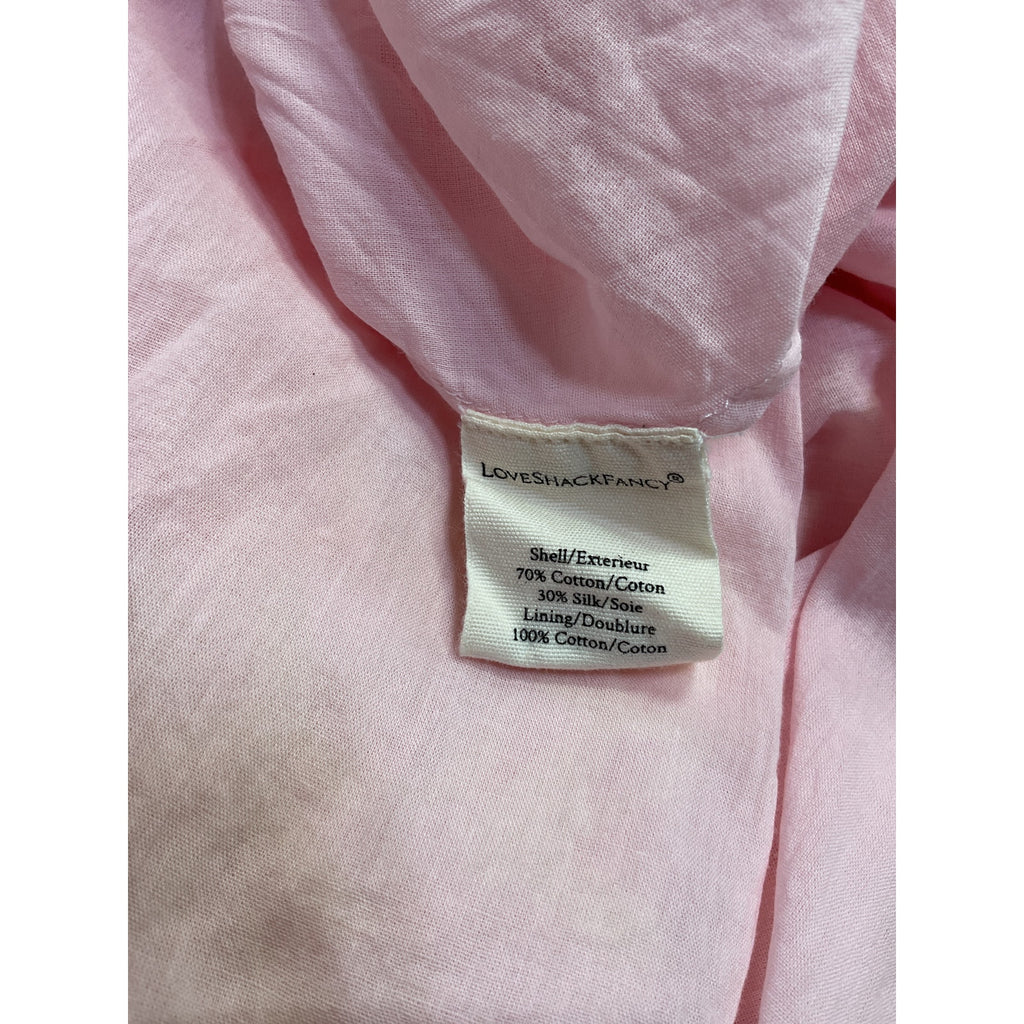 LOVESHACKFANCY®
Shell/Exterieur
70% Cotton/Coton
30% Silk/Soie
Lining/Doublure
100% Cotton/Coton